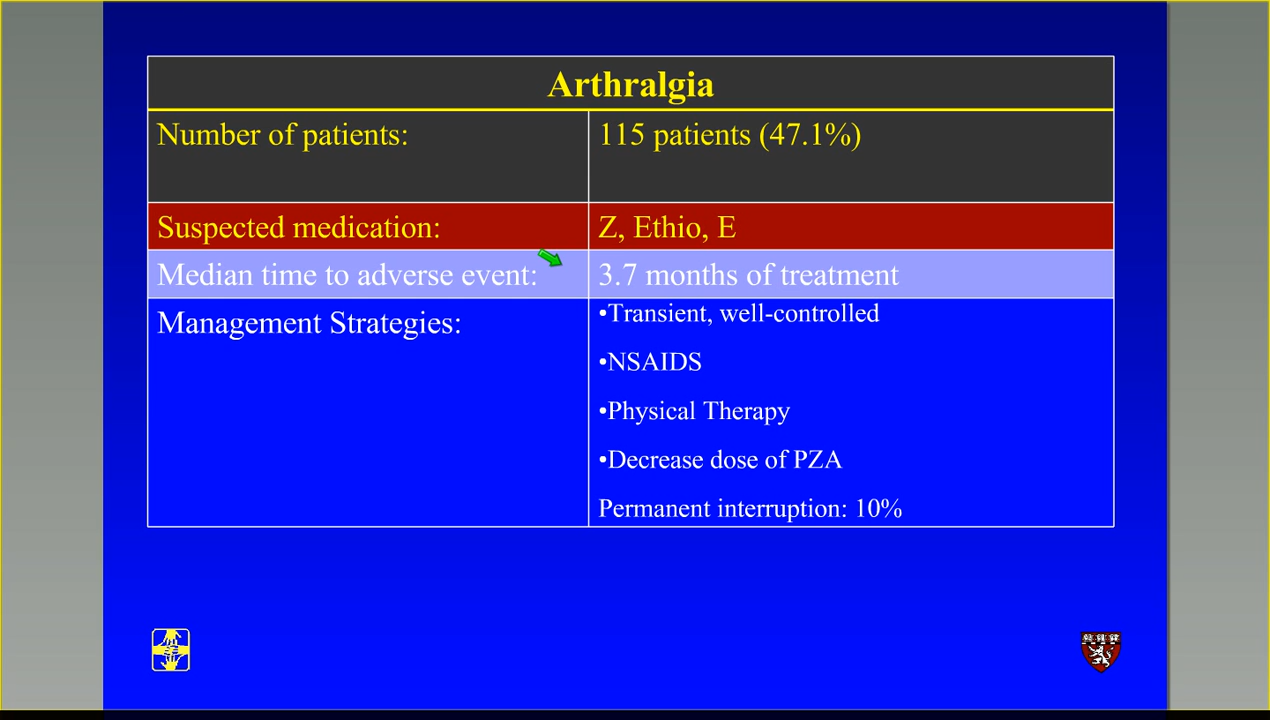 Arthralgia
Number of patients: 115 patients (47.1%)
Suspected medication: Z, Ethio, E
Median time to adverse event: 3.7 months of treatment
Management Strategies: •Transient, well-controlled
•NSAIDS
•Physical Therapy
•Decrease dose of PZA
Permanent interruption: 10%